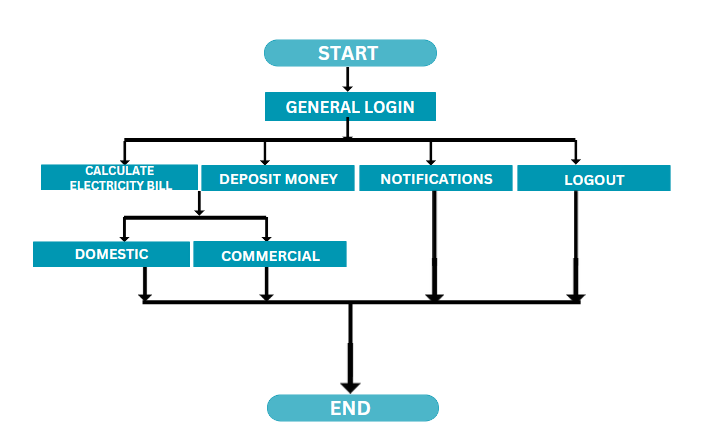 START
GENERAL LOGIN
CALCULATE
ELECTRICITY BILL
DEPOSIT MONEY
NOTIFICATIONS
LOGOUT
DOMESTIC
COMMERCIAL
END